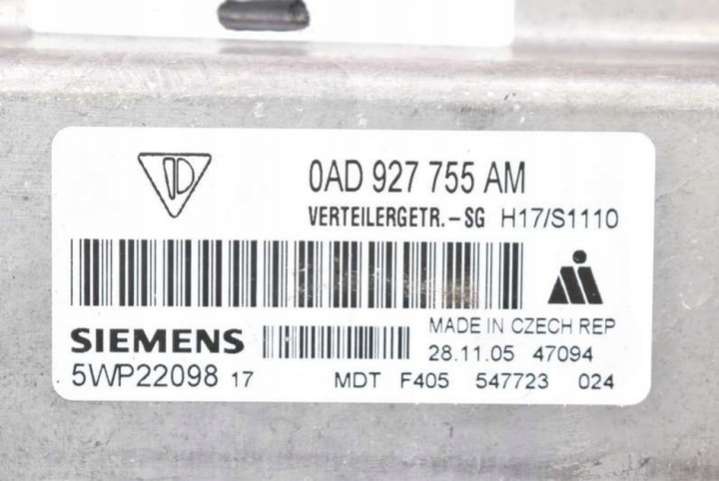 0AD 927 755 AM
VERTEILERGETR.-SG H17/S1110
SIEMENS
MADE IN CZECH REP
28.11.05 47094
5WP22098 17
MDT F405 547723 024